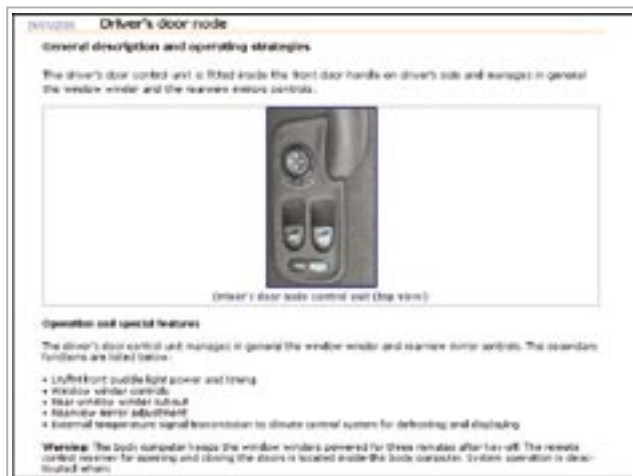 Driver's door node
General description and operating strategies
The driver's door control unit is fitted inside the front door handle on driver's side and manages in general
the window winder and the rearview mirrors controls.
Driver's door node control unit (top view)
Operation and special features
The driver's door control unit manages in general the window winder and rearview mirror controls. The secondary
functions are listed below:
• front puddle light power and timing
• Window winder controls
• Rear window winder
• Rearview mirror adjustment
• External temperature signal transmission to climate control system for defrosting and displaying
Warning: The body computer keeps the window winders powered for three minutes after key-off. The remote
control receiver for opening and closing the doors is located inside the body computer. System operation is
when: